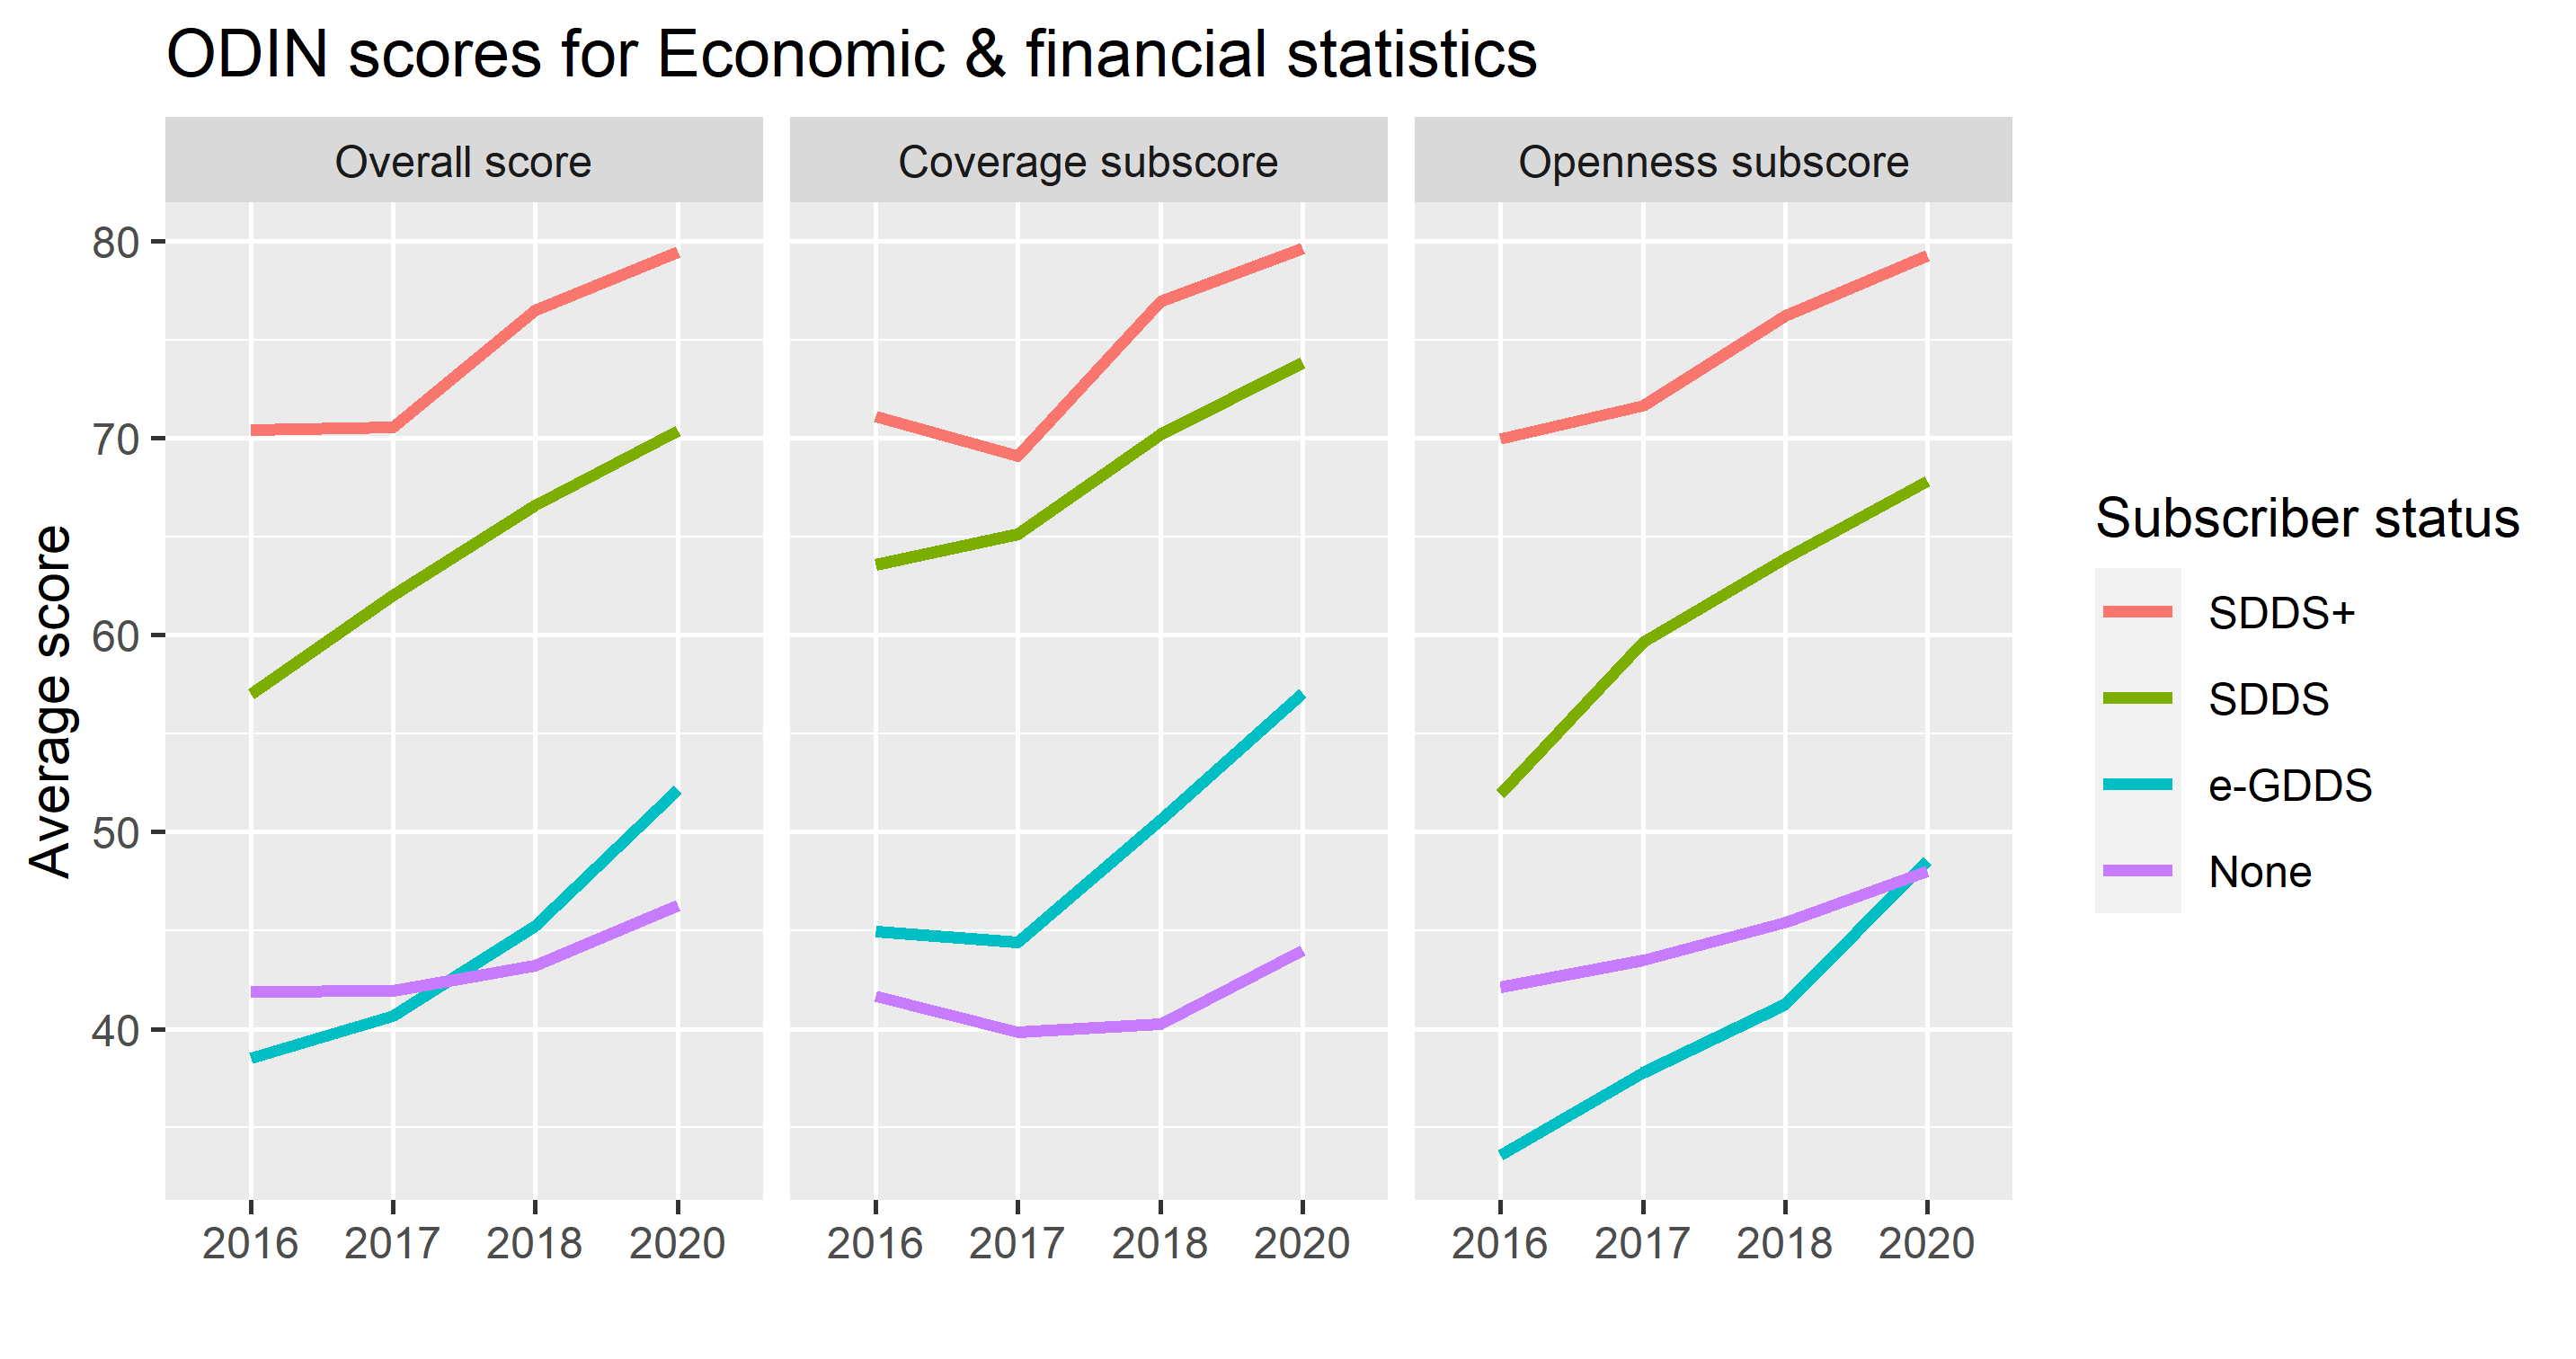 ODIN scores for Economic & financial statistics
Overall score
Coverage subscore
Openness subscore
Average score
80
70
60
50
40
2016 2017 2018 2020
2016 2017 2018 2020
2016 2017 2018 2020
Subscriber status
SDDS+
SDDS
e-GDDS
None